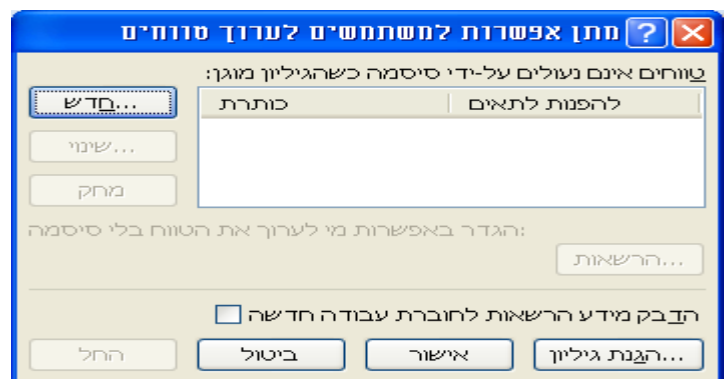 מתן אפשרות למשתמשים לערוך טווחים
טווחים אינם נעולים על-ידי סיסמה כשהגיליון מוגן:
כותרת להפנות לתאים
חדש...
שינוי...
מחק
הגדר באפשרות מי לערוך את הטווח בלי סיסמה:
הרשאות...
הדבק מידע הרשאות לחוברת עבודה חדשה
הגנת גיליון... אישור ביטול החל